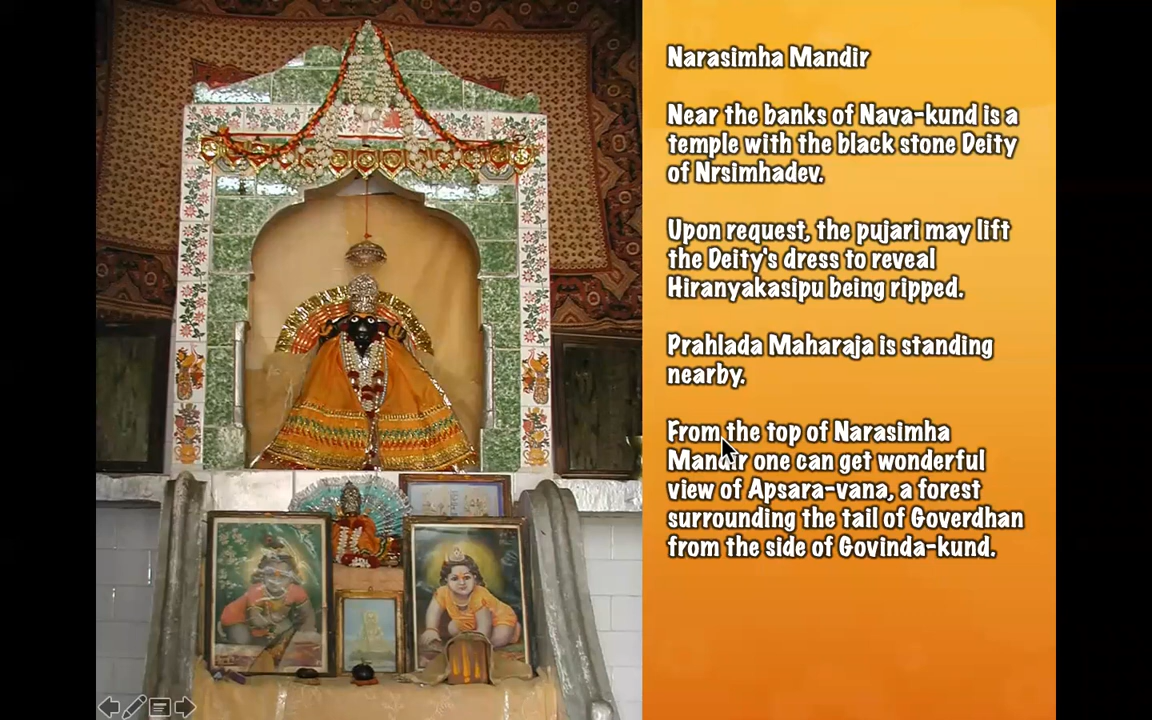 Narasimha Mandir
Near the banks of Nava-kund is a
temple with the black stone Deity
of Nrsimhadev.
Upon request, the pujari may lift
the Deity's dress to reveal
Hiranyakasipu being ripped.
Prahlada Maharaja is standing
nearby.
From the top of Narasimha
Mandir one can get wonderful
view of Apsara-vana, a forest
surrounding the tail of Goverdhan
from the side of Govinda-kund.